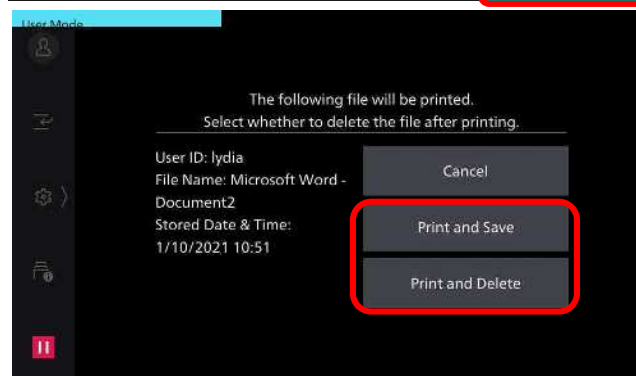 User Mode
The following file will be printed.
Select whether to delete the file after printing.
User ID: lydia
File Name: Microsoft Word -
Document2
Stored Date & Time:
1/10/2021 10:51
Cancel
Print and Save
Print and Delete